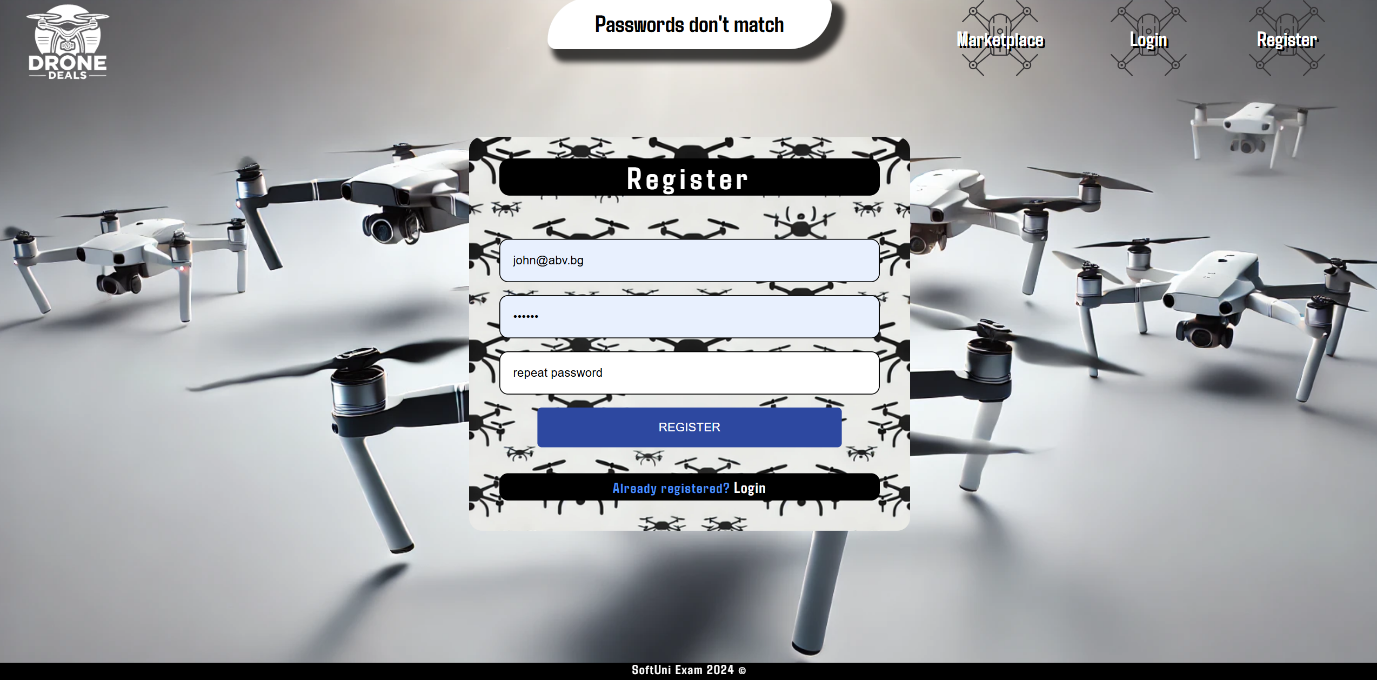 DRONE
DEALS
Passwords don't match
Marketplace
Login
Register
Register
john@abv.bg
••••••
repeat password
REGISTER
Already registered? Login
SoftUni Exam 2024 ©